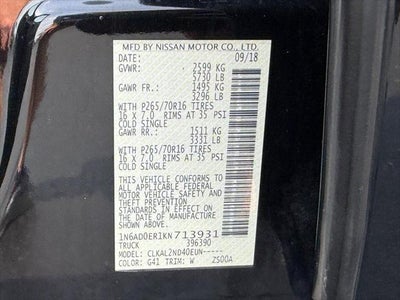 MFD BY NISSAN MOTOR CO., LTD.
DATE: 09/18
GVWR: 2599 KG
5730 LB
GAWR FR: 1495 KG
3296 LB
WITH P265/70R16 TIRES
16 X 7.0 RIMS AT 35 PSI
COLD SINGLE
GAWR RR: 1511 KG
3331 LB
WITH P265/70R16 TIRES
16 X 7.0 RIMS AT 35 PSI
COLD SINGLE
THIS VEHICLE CONFORMS TO ALL
APPLICABLE FEDERAL MOTOR
VEHICLE SAFETY AND
THEFT PREVENTION
STANDARDS IN EFFECT ON THE
DATE OF MANUFACTURE
SHOWN ABOVE.
1N6AD0ER1KN713931
TRUCK 396390
MODEL: CLKAL2ND40EUN-----
COLOR: G41 TRIM: W 2S00A